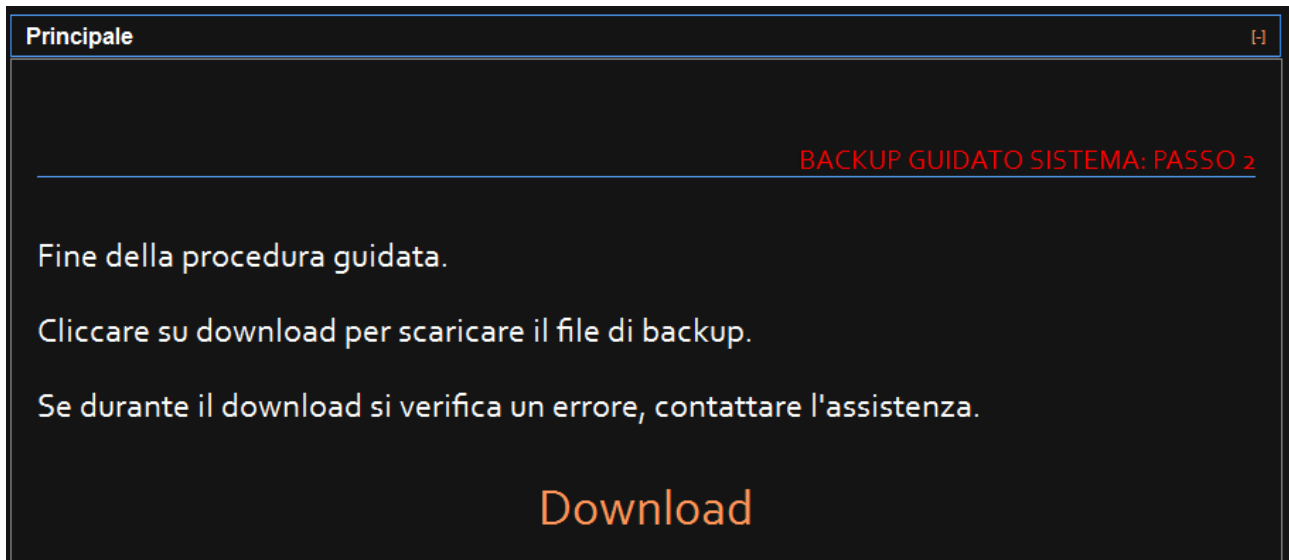 Principale
[-]
BACKUP GUIDATO SISTEMA: PASSO 2
Fine della procedura guidata.
Cliccare su download per scaricare il file di backup.
Se durante il download si verifica un errore, contattare l'assistenza.
Download